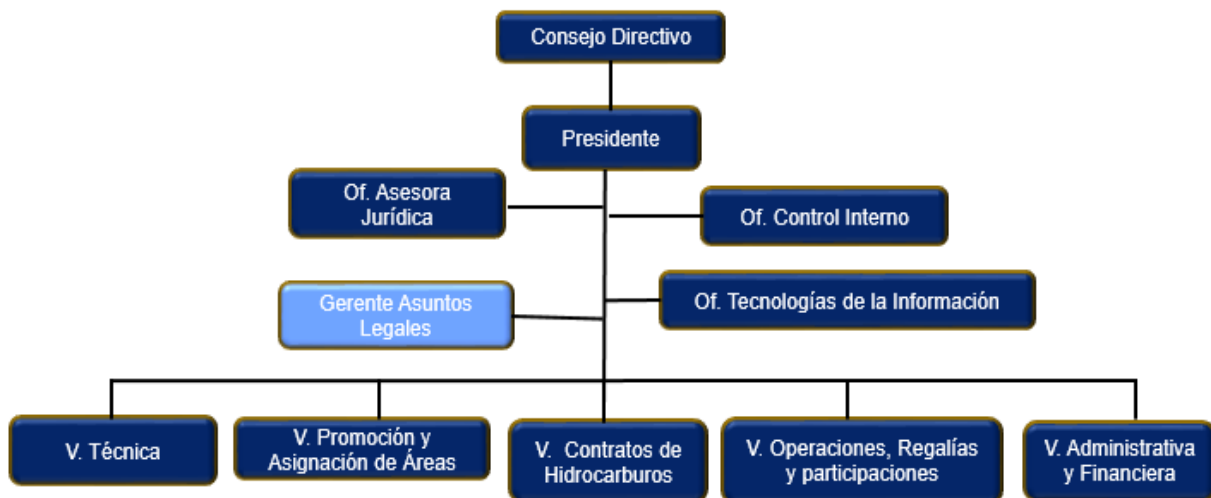 Consejo Directivo
Presidente
Of. Asesora
Jurídica
Of. Control Interno
Gerente Asuntos
Legales
Of. Tecnologías de la Información
V. Técnica
V. Promoción y
Asignación de Áreas
V. Contratos de
Hidrocarburos
V. Operaciones, Regalías
y participaciones
V. Administrativa
y Financiera